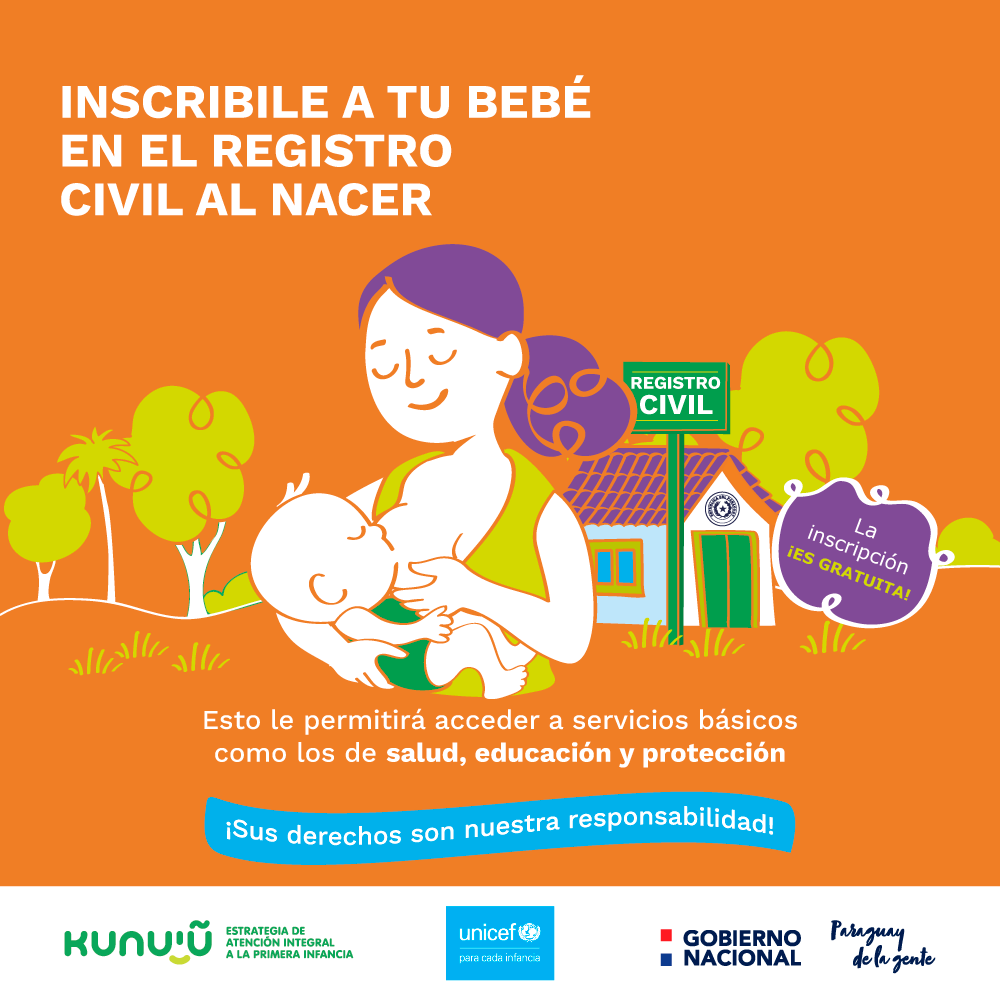 INSCRIBILE A TU BEBÉ
EN EL REGISTRO
CIVIL AL NACER
REGISTRO
CIVIL
La
inscripción
¡ES GRATUITA!
Esto le permitirá acceder a servicios básicos
como los de salud, educación y protección
¡Sus derechos son nuestra responsabilidad!
KUNU'Ũ
ESTRATEGIA DE
ATENCIÓN INTEGRAL
A LA PRIMERA INFANCIA
unicef
para cada infancia
GOBIERNO
NACIONAL
Paraguay
de la gente